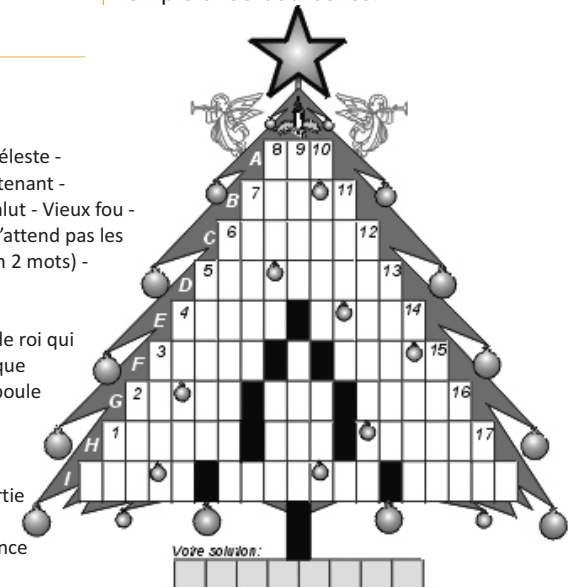 éleste -
tenant -
lut - Vieux fou -
'attend pas les
n 2 mots) -
le roi qui
que
poule
rtie
nce
A 8 9 10
B 7 11
C 6 12
D 5 13
E 4 14
F 3 15
G 2 16
H 1 17
I
Votre solution: